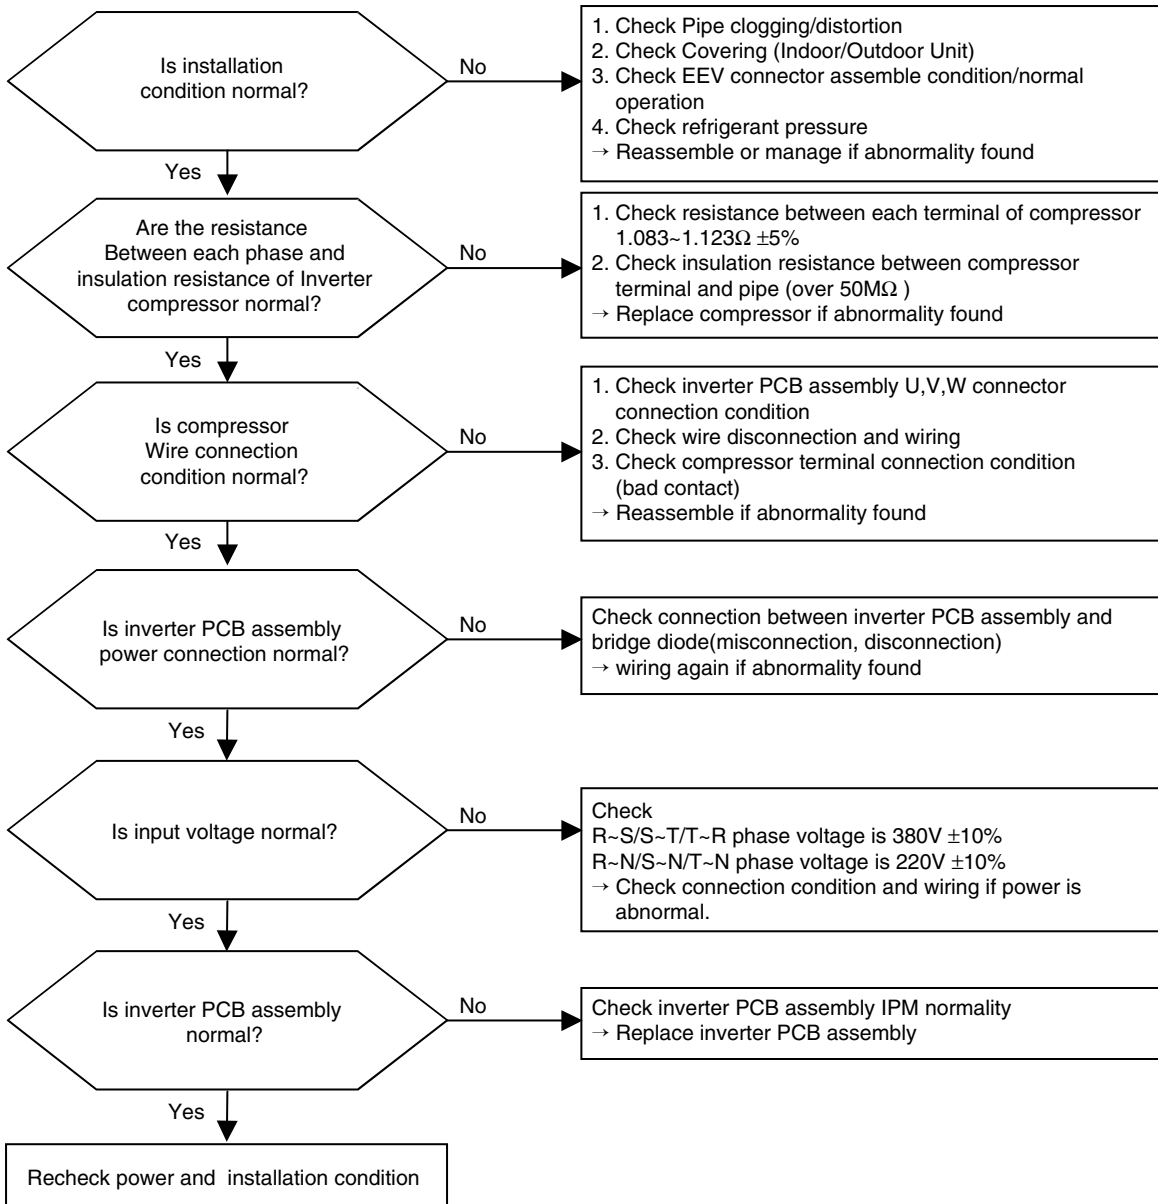 Is installation
condition normal?
No
1. Check Pipe clogging/distortion
2. Check Covering (Indoor/Outdoor Unit)
3. Check EEV connector assemble condition/normal
operation
4. Check refrigerant pressure
→ Reassemble or manage if abnormality found
Yes
Are the resistance
Between each phase and
insulation resistance of Inverter
compressor normal?
No
1. Check resistance between each terminal of compressor
1.083~1.123Ω ±5%
2. Check insulation resistance between compressor
terminal and pipe (over 50MΩ )
→ Replace compressor if abnormality found
Yes
Is compressor
Wire connection
condition normal?
No
1. Check inverter PCB assembly U,V,W connector
connection condition
2. Check wire disconnection and wiring
3. Check compressor terminal connection condition
(bad contact)
→ Reassemble if abnormality found
Yes
Is inverter PCB assembly
power connection normal?
No
Check connection between inverter PCB assembly and
bridge diode(misconnection, disconnection)
→ wiring again if abnormality found
Yes
Is input voltage normal?
No
Check
R~S/S~T/T~R phase voltage is 380V ±10%
R~N/S~N/T~N phase voltage is 220V ±10%
→ Check connection condition and wiring if power is
abnormal.
Yes
Is inverter PCB assembly
normal?
No
Check inverter PCB assembly IPM normality
→ Replace inverter PCB assembly
Yes
Recheck power and installation condition